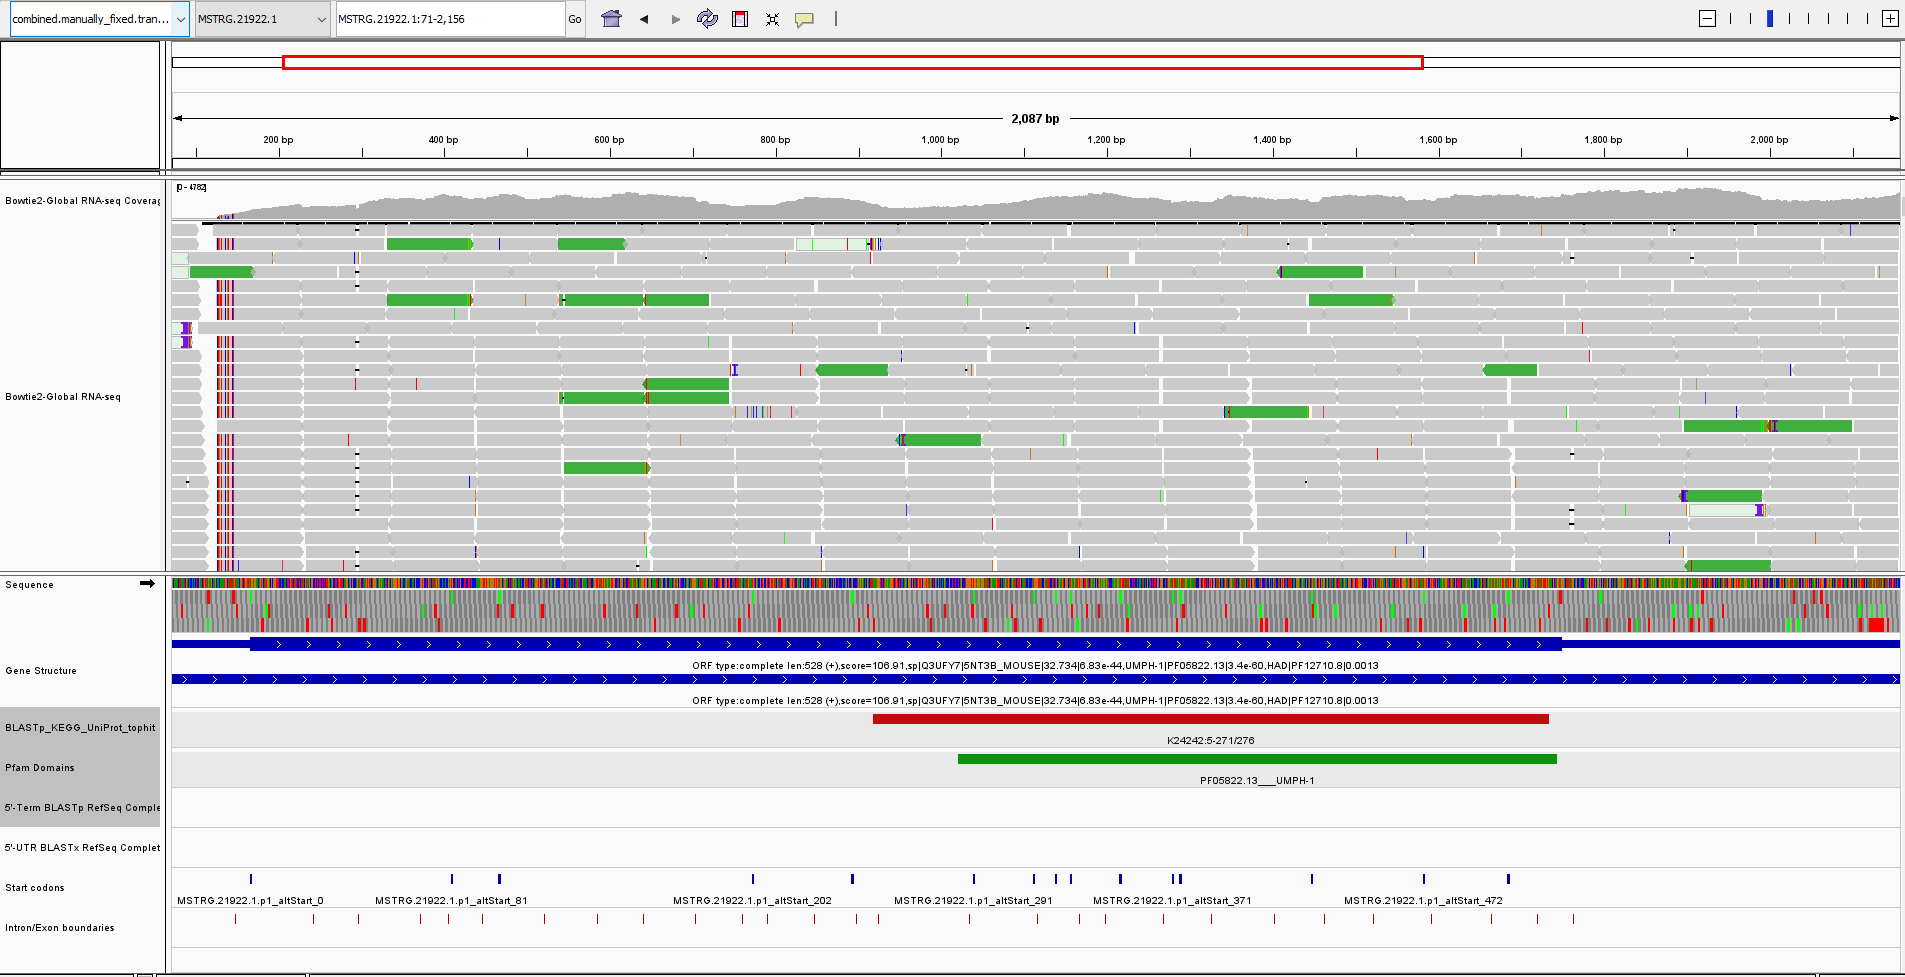 combined.manually_fixed.tran... MSTRG.21922.1 MSTRG.21922.1:71-2,156 Go
2,087 bp
200 bp 400 bp 600 bp 800 bp 1,000 bp 1,200 bp 1,400 bp 1,600 bp 1,800 bp 2,000 bp
[0 - 4782]
Bowtie2-Global RNA-seq Coverag
Bowtie2-Global RNA-seq
Sequence
ORF type:complete len:528 (+),score=106.91,sp|Q3UFY7|5NT3B_MOUSE|32.734|6.83e-44,UMPH-1|PF05822.13|3.4e-60,HAD|PF12710.8|0.0013
Gene Structure
ORF type:complete len:528 (+),score=106.91,sp|Q3UFY7|5NT3B_MOUSE|32.734|6.83e-44,UMPH-1|PF05822.13|3.4e-60,HAD|PF12710.8|0.0013
BLASTp_KEGG_UniProt_tophit
K24242:5-271/276
Pfam Domains
PF05822.13___UMPH-1
5'-Term BLASTp RefSeq Comple
5'-UTR BLASTx RefSeq Complet
Start codons
MSTRG.21922.1.p1_altStart_0 MSTRG.21922.1.p1_altStart_81 MSTRG.21922.1.p1_altStart_202 MSTRG.21922.1.p1_altStart_291 MSTRG.21922.1.p1_altStart_371 MSTRG.21922.1.p1_altStart_472
Intron/Exon boundaries